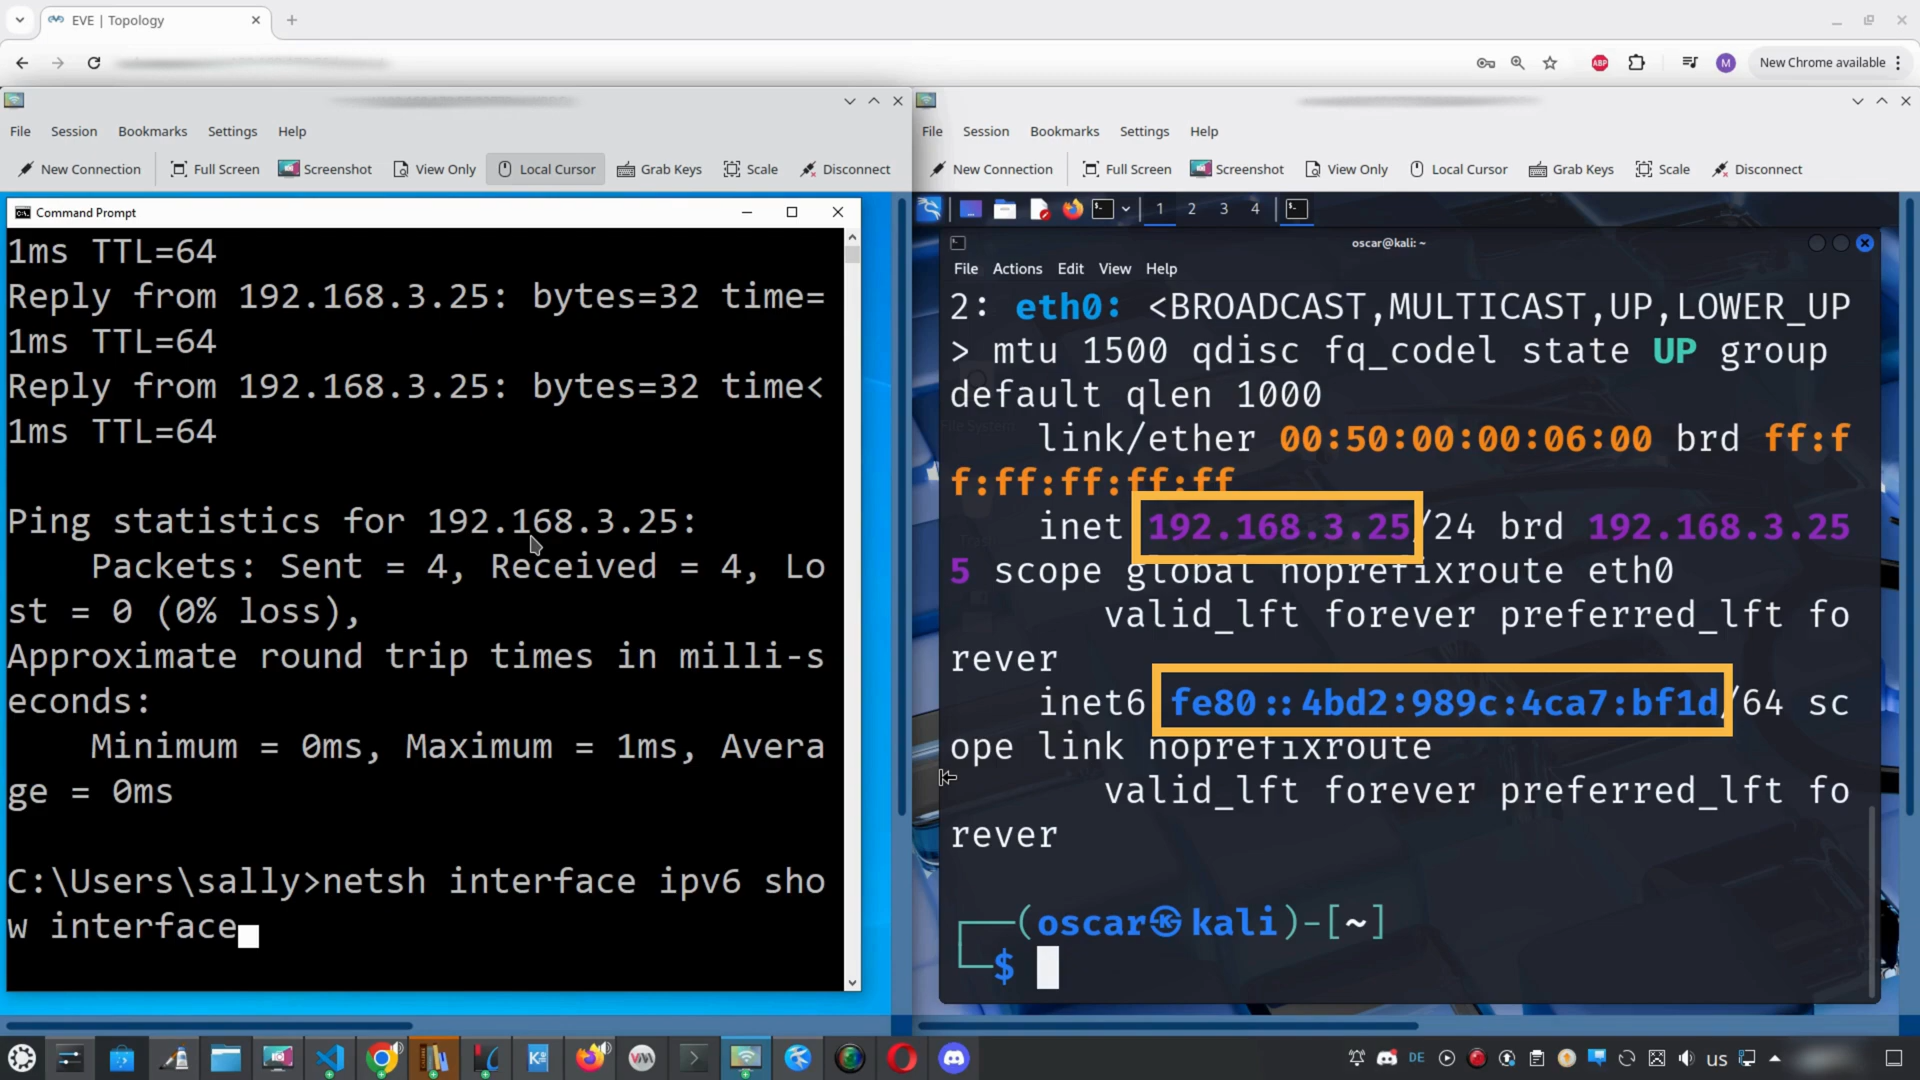 EVE | Topology
New Chrome available
M
ABP
File Session Bookmarks Settings Help
New Connection Full Screen Screenshot View Only Local Cursor Grab Keys Scale Disconnect
Command Prompt
1ms TTL=64
Reply from 192.168.3.25: bytes=32 time=
1ms TTL=64
Reply from 192.168.3.25: bytes=32 time<
1ms TTL=64
Ping statistics for 192.168.3.25:
Packets: Sent = 4, Received = 4, Lo
st = 0 (0% loss),
Approximate round trip times in milli-s
econds:
Minimum = 0ms, Maximum = 1ms, Avera
ge = 0ms
C:\Users\sally>netsh interface ipv6 sho
w interface
File Session Bookmarks Settings Help
New Connection Full Screen Screenshot View Only Local Cursor Grab Keys Scale Disconnect
1 2 3 4
oscar@kali: ~
File Actions Edit View Help
2: eth0: <BROADCAST,MULTICAST,UP,LOWER_UP
> mtu 1500 qdisc fq_codel state UP group
default qlen 1000
link/ether 00:50:00:00:06:00 brd ff:f
f:ff:ff:ff:ff
inet 192.168.3.25/24 brd 192.168.3.25
5 scope global noprefixroute eth0
valid_lft forever preferred_lft fo
rever
inet6 fe80::4bd2:989c:4ca7:bf1d/64 sc
ope link noprefixroute
valid_lft forever preferred_lft fo
rever
(oscar㉿kali)-[~]
$
DE
us